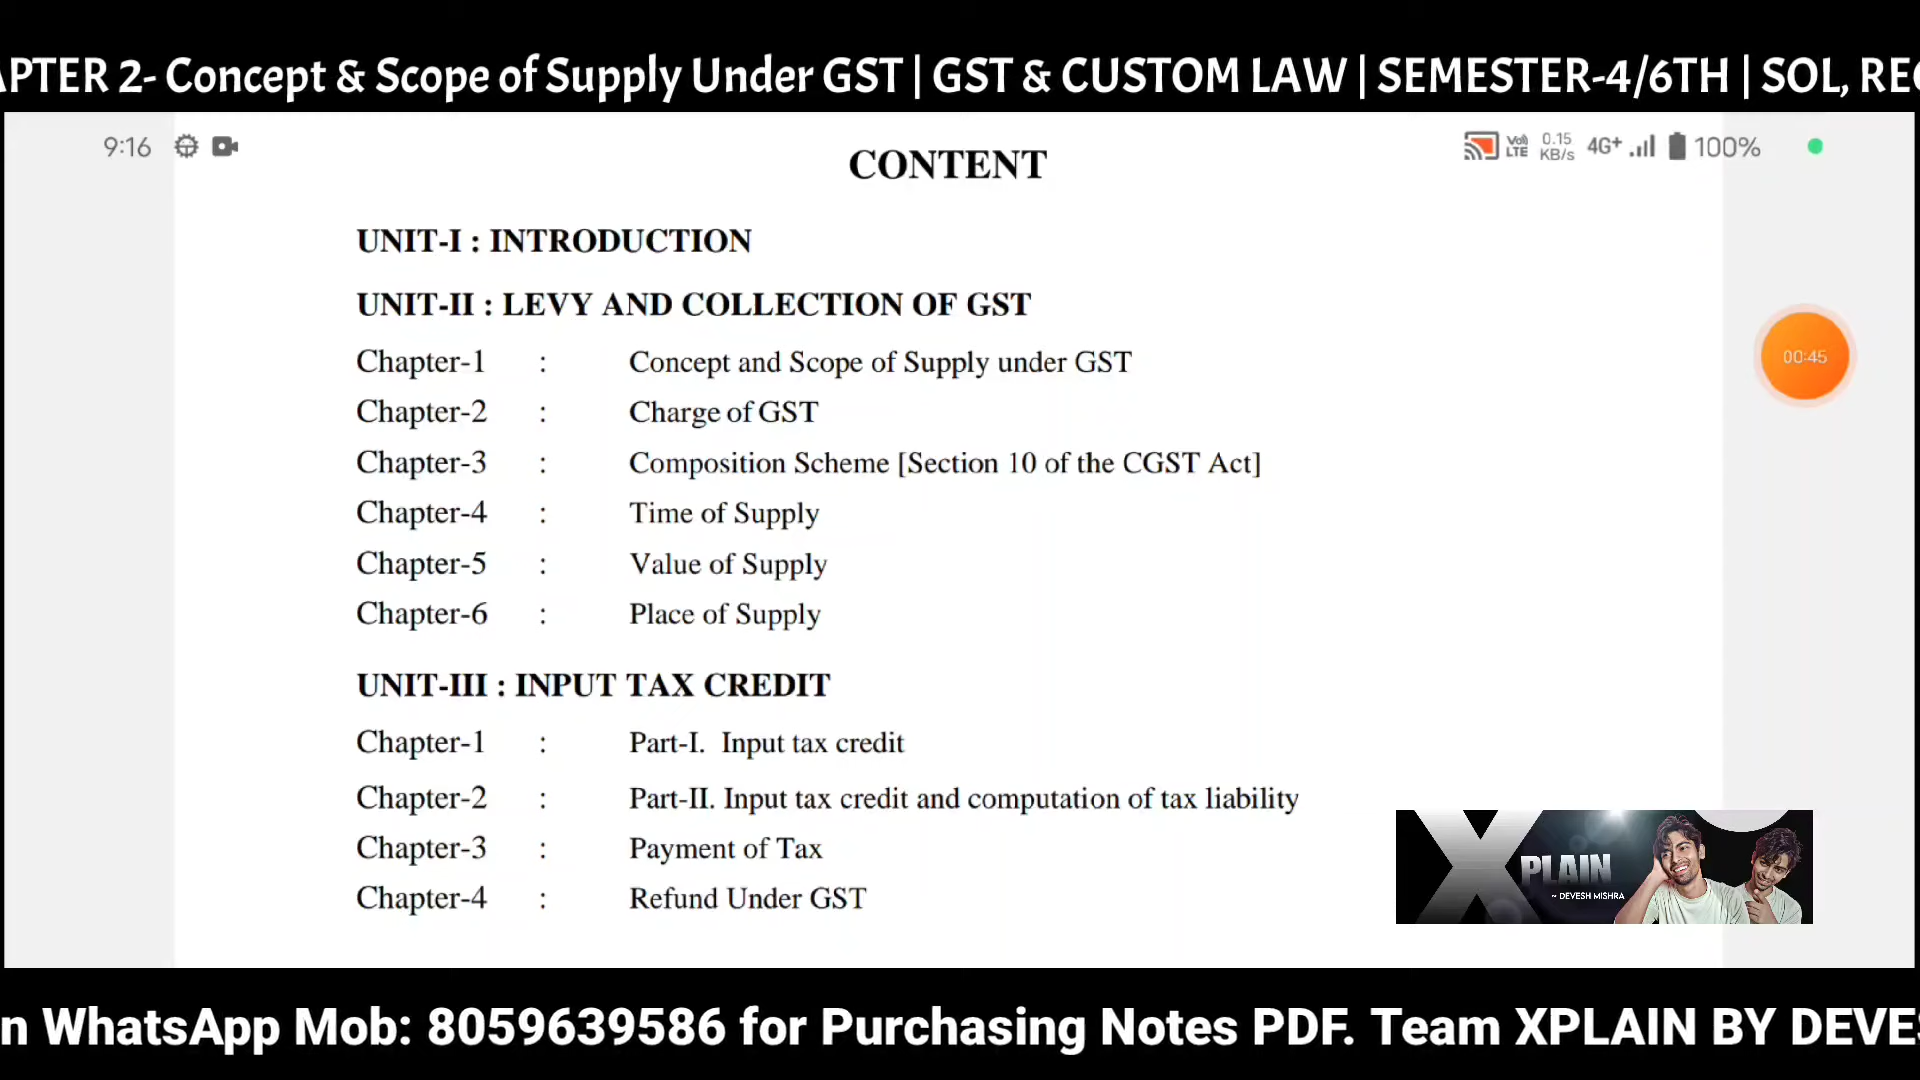 APTER 2- Concept & Scope of Supply Under GST | GST & CUSTOM LAW | SEMESTER-4/6TH | SOL, REG
9:16
VoI) LTE 0.15 KB/s 4G+ 100%
CONTENT
UNIT-I : INTRODUCTION
UNIT-II : LEVY AND COLLECTION OF GST
Chapter-1 : Concept and Scope of Supply under GST
00:45
Chapter-2 : Charge of GST
Chapter-3 : Composition Scheme [Section 10 of the CGST Act]
Chapter-4 : Time of Supply
Chapter-5 : Value of Supply
Chapter-6 : Place of Supply
UNIT-III : INPUT TAX CREDIT
Chapter-1 : Part-I. Input tax credit
Chapter-2 : Part-II. Input tax credit and computation of tax liability
Chapter-3 : Payment of Tax
Chapter-4 : Refund Under GST
XPLAIN
~ DEVESH MISHRA
n WhatsApp Mob: 8059639586 for Purchasing Notes PDF. Team XPLAIN BY DEVES